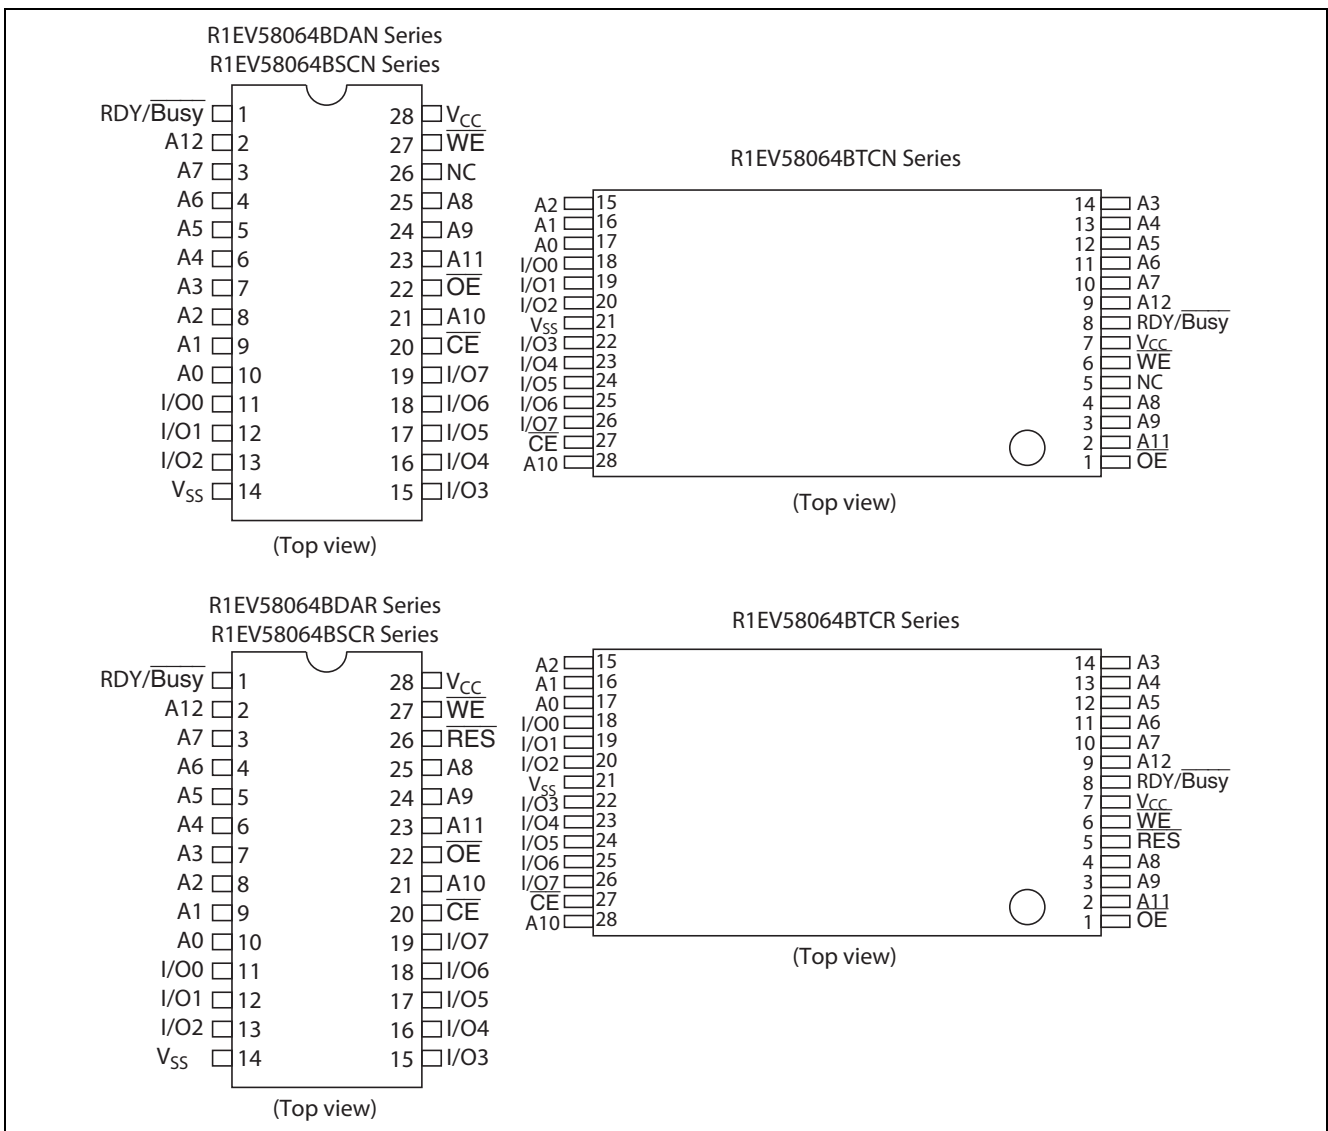 R1EV58064BDAN Series
R1EV58064BSCN Series
RDY/Busy 1 28 VCC
A12 2 27 WE
A7 3 26 NC
A6 4 25 A8
A5 5 24 A9
A4 6 23 A11
A3 7 22 OE
A2 8 21 A10
A1 9 20 CE
A0 10 19 I/O7
I/O0 11 18 I/O6
I/O1 12 17 I/O5
I/O2 13 16 I/O4
VSS 14 15 I/O3
(Top view)
R1EV58064BTCN Series
A2 15 14 A3
A1 16 13 A4
A0 17 12 A5
I/O0 18 11 A6
I/O1 19 10 A7
I/O2 20 9 A12
VSS 21 8 RDY/Busy
I/O3 22 7 VCC
I/O4 23 6 WE
I/O5 24 5 NC
I/O6 25 4 A8
I/O7 26 3 A9
CE 27 2 A11
A10 28 1 OE
(Top view)
R1EV58064BDAR Series
R1EV58064BSCR Series
RDY/Busy 1 28 VCC
A12 2 27 WE
A7 3 26 RES
A6 4 25 A8
A5 5 24 A9
A4 6 23 A11
A3 7 22 OE
A2 8 21 A10
A1 9 20 CE
A0 10 19 I/O7
I/O0 11 18 I/O6
I/O1 12 17 I/O5
I/O2 13 16 I/O4
VSS 14 15 I/O3
(Top view)
R1EV58064BTCR Series
A2 15 14 A3
A1 16 13 A4
A0 17 12 A5
I/O0 18 11 A6
I/O1 19 10 A7
I/O2 20 9 A12
VSS 21 8 RDY/Busy
I/O3 22 7 VCC
I/O4 23 6 WE
I/O5 24 5 RES
I/O6 25 4 A8
I/O7 26 3 A9
CE 27 2 A11
A10 28 1 OE
(Top view)